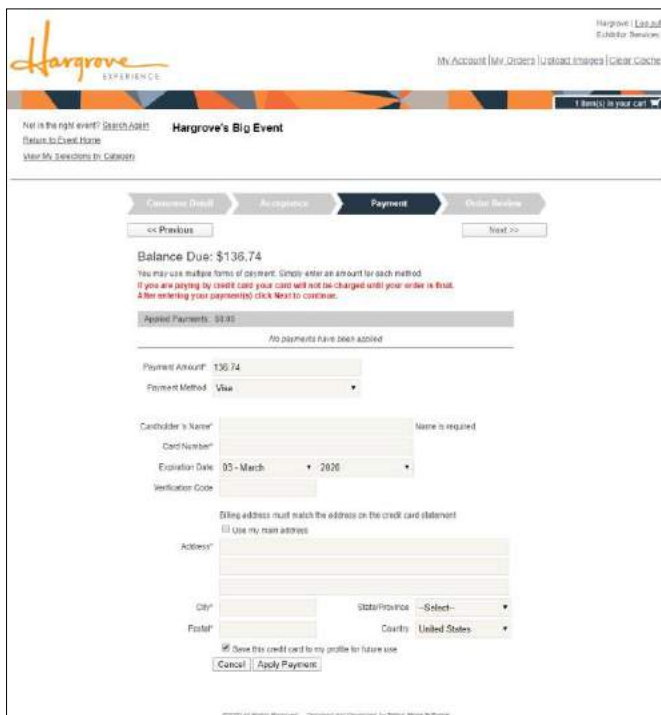 Hargrove
EXPERIENCE
Hargrove | Log out
Exhibitor Services
My Account | My Orders | Upload Images | Clear Cache
1 item(s) in your cart
Not in the right event? Search Again
Hargrove's Big Event
Return to Event Home
View My Selections by Category
Customer Detail
Acceptance
Payment
Order Review
<< Previous
Next >>
Balance Due: $136.74
You may use multiple forms of payment. Simply enter an amount for each method
If you are paying by credit card your card will not be charged until your order is final.
After entering your payment(s) click Next to continue.
Applied Payments: $0.00
No payments have been applied
Payment Amount* 136.74
Payment Method Visa
Cardholder's Name* Name is required
Card Number*
Expiration Date 03 - March 2020
Verification Code
Billing address must match the address on the credit card statement
Use my main address
Address*
City* State/Province --Select--
Postal* Country United States
Save this credit card to my profile for future use
Cancel Apply Payment